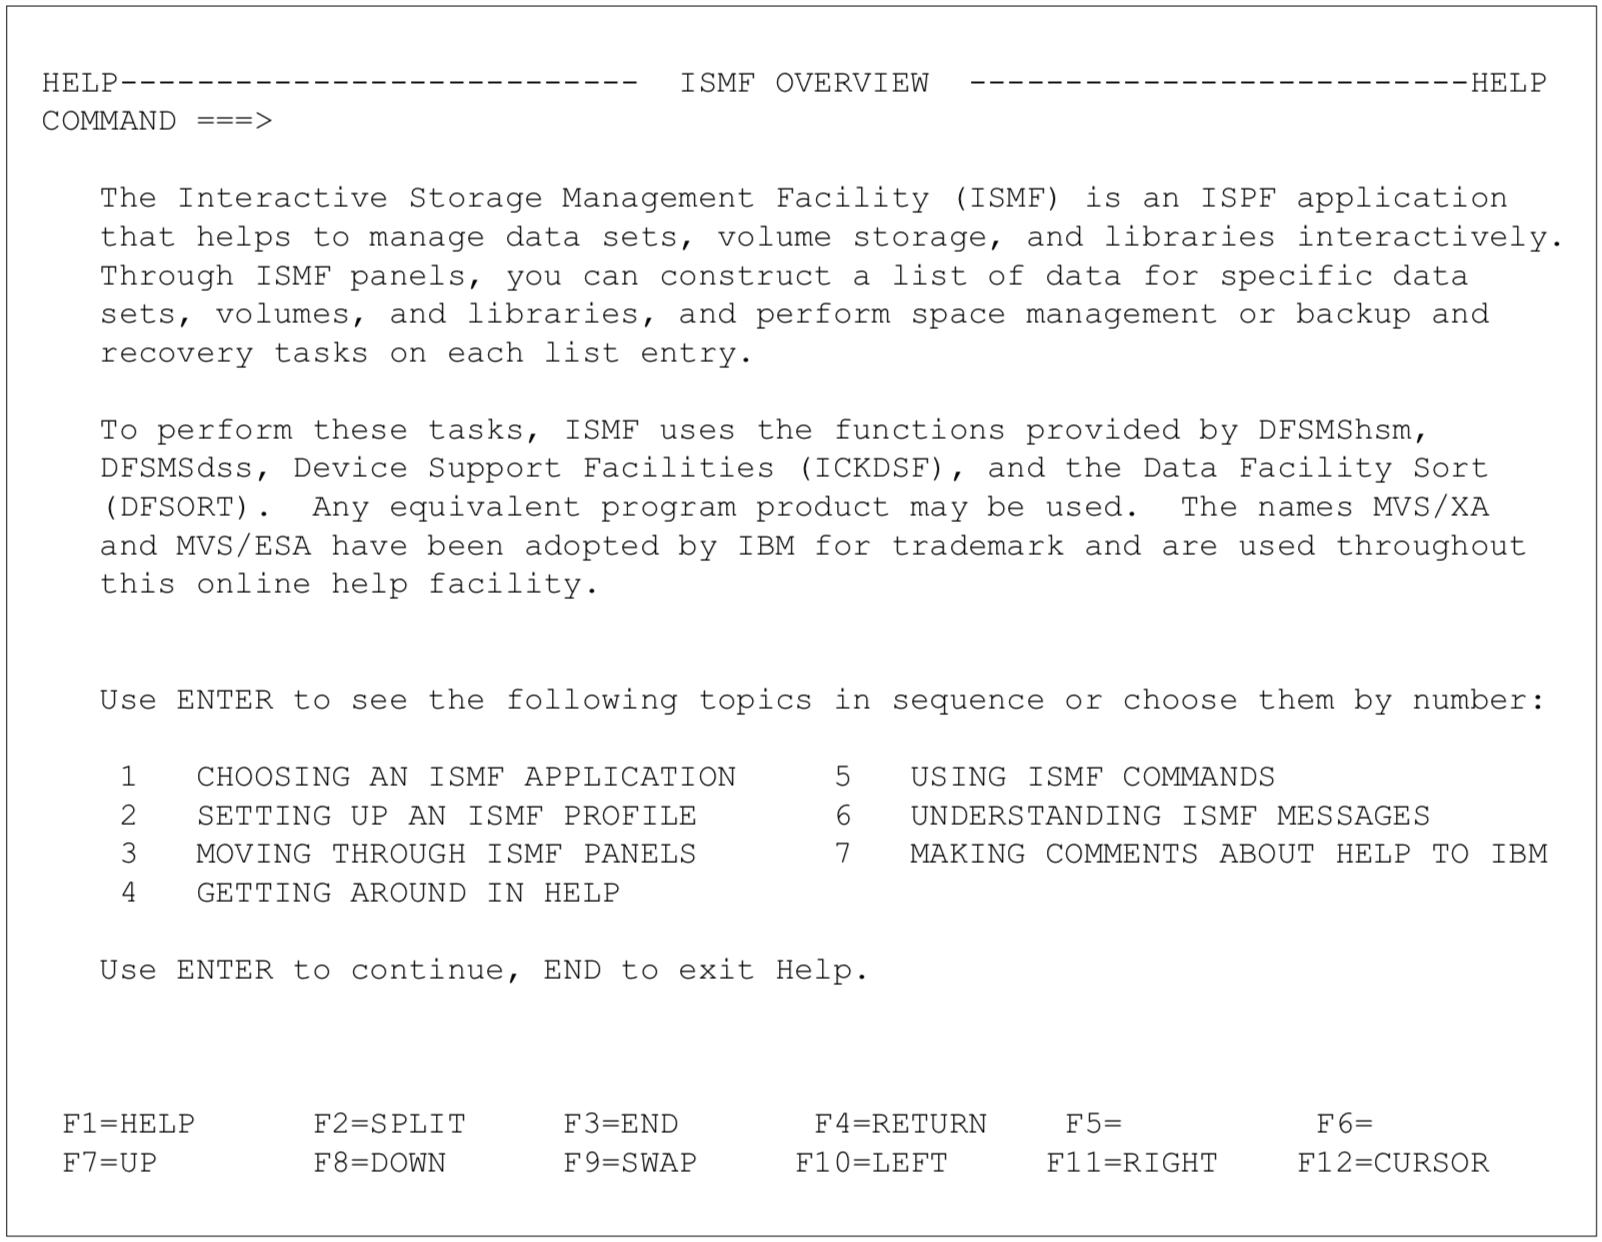 HELP--------------------------- ISMF OVERVIEW --------------------------HELP
COMMAND ===>
The Interactive Storage Management Facility (ISMF) is an ISPF application
that helps to manage data sets, volume storage, and libraries interactively.
Through ISMF panels, you can construct a list of data for specific data
sets, volumes, and libraries, and perform space management or backup and
recovery tasks on each list entry.
To perform these tasks, ISMF uses the functions provided by DFSMShsm,
DFSMSdss, Device Support Facilities (ICKDSF), and the Data Facility Sort
(DFSORT).  Any equivalent program product may be used.  The names MVS/XA
and MVS/ESA have been adopted by IBM for trademark and are used throughout
this online help facility.
Use ENTER to see the following topics in sequence or choose them by number:
1   CHOOSING AN ISMF APPLICATION     5   USING ISMF COMMANDS
2   SETTING UP AN ISMF PROFILE       6   UNDERSTANDING ISMF MESSAGES
3   MOVING THROUGH ISMF PANELS       7   MAKING COMMENTS ABOUT HELP TO IBM
4   GETTING AROUND IN HELP
Use ENTER to continue, END to exit Help.
F1=HELP      F2=SPLIT     F3=END       F4=RETURN    F5=          F6=
F7=UP        F8=DOWN      F9=SWAP     F10=LEFT     F11=RIGHT    F12=CURSOR